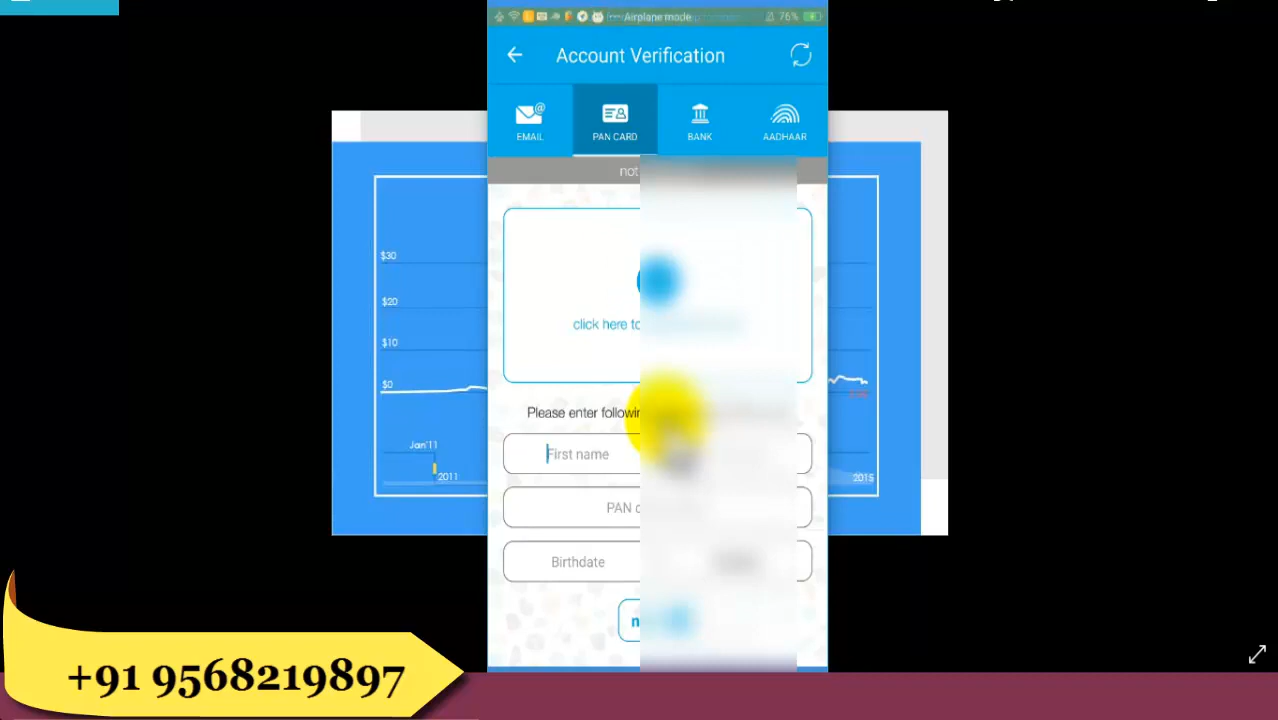 Airplane mode
76%
Account Verification
EMAIL
PAN CARD
BANK
AADHAAR
not
click here to
Please enter followin
First name
PAN c
Birthdate
n
$30
$20
$10
$0
Jan'11
2011
2015
+91 9568219897